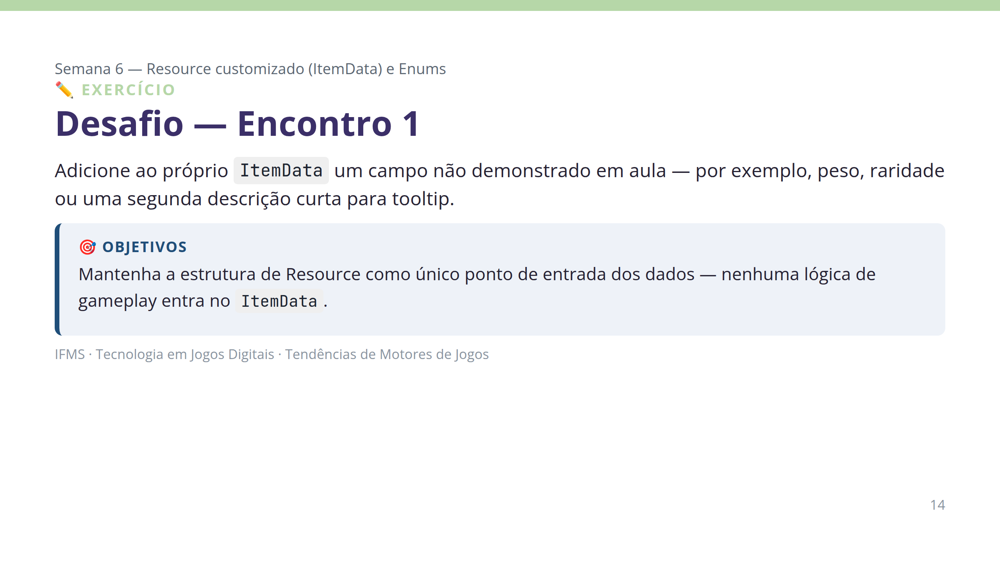 Semana 6 — Resource customizado (ItemData) e Enums
✏️ EXERCÍCIO
Desafio — Encontro 1
Adicione ao próprio ItemData um campo não demonstrado em aula — por exemplo, peso, raridade
ou uma segunda descrição curta para tooltip.
🎯 OBJETIVOS
Mantenha a estrutura de Resource como único ponto de entrada dos dados — nenhuma lógica de
gameplay entra no ItemData.
IFMS · Tecnologia em Jogos Digitais · Tendências de Motores de Jogos
14